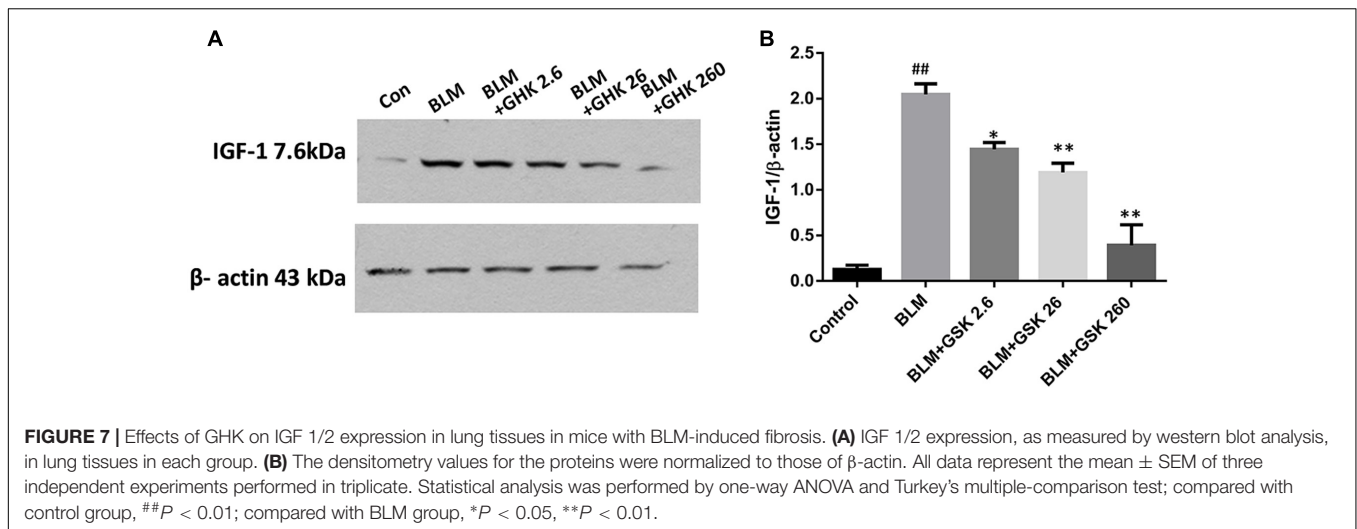 A
Con
BLM
BLM
+GHK 2.6
BLM
+GHK 26
BLM
+GHK 260
IGF-1 7.6kDa
β- actin 43 kDa
B
IGF-1/β-actin
2.5
2.0
1.5
1.0
0.5
0.0
##
*
**
**
Control
BLM
BLM+GSK 2.6
BLM+GSK 26
BLM+GSK 260
FIGURE 7 | Effects of GHK on IGF 1/2 expression in lung tissues in mice with BLM-induced fibrosis. (A) IGF 1/2 expression, as measured by western blot analysis,
in lung tissues in each group. (B) The densitometry values for the proteins were normalized to those of β-actin. All data represent the mean ± SEM of three
independent experiments performed in triplicate. Statistical analysis was performed by one-way ANOVA and Turkey's multiple-comparison test; compared with
control group, ##P < 0.01; compared with BLM group, *P < 0.05, **P < 0.01.